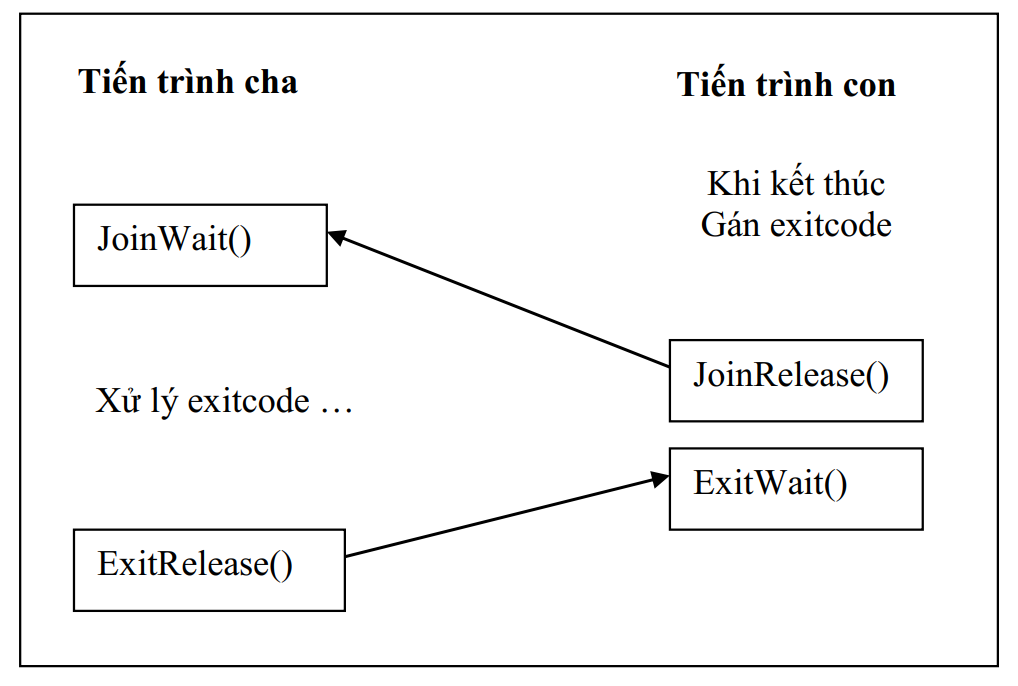 Tiến trình cha
Tiến trình con
Khi kết thúc
Gán exitcode
JoinWait()
JoinRelease()
Xử lý exitcode …
ExitWait()
ExitRelease()